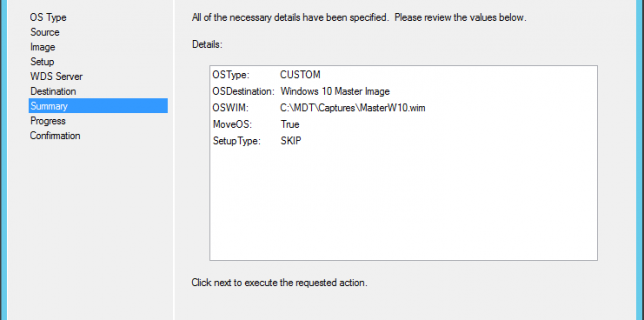 OS Type
Source
Image
Setup
WDS Server
Destination
Summary
Progress
Confirmation
All of the necessary details have been specified.  Please review the values below.
Details:
OSType: CUSTOM
OSDestination: Windows 10 Master Image
OSWIM: C:\MDT\Captures\MasterW10.wim
MoveOS: True
SetupType: SKIP
Click next to execute the requested action.